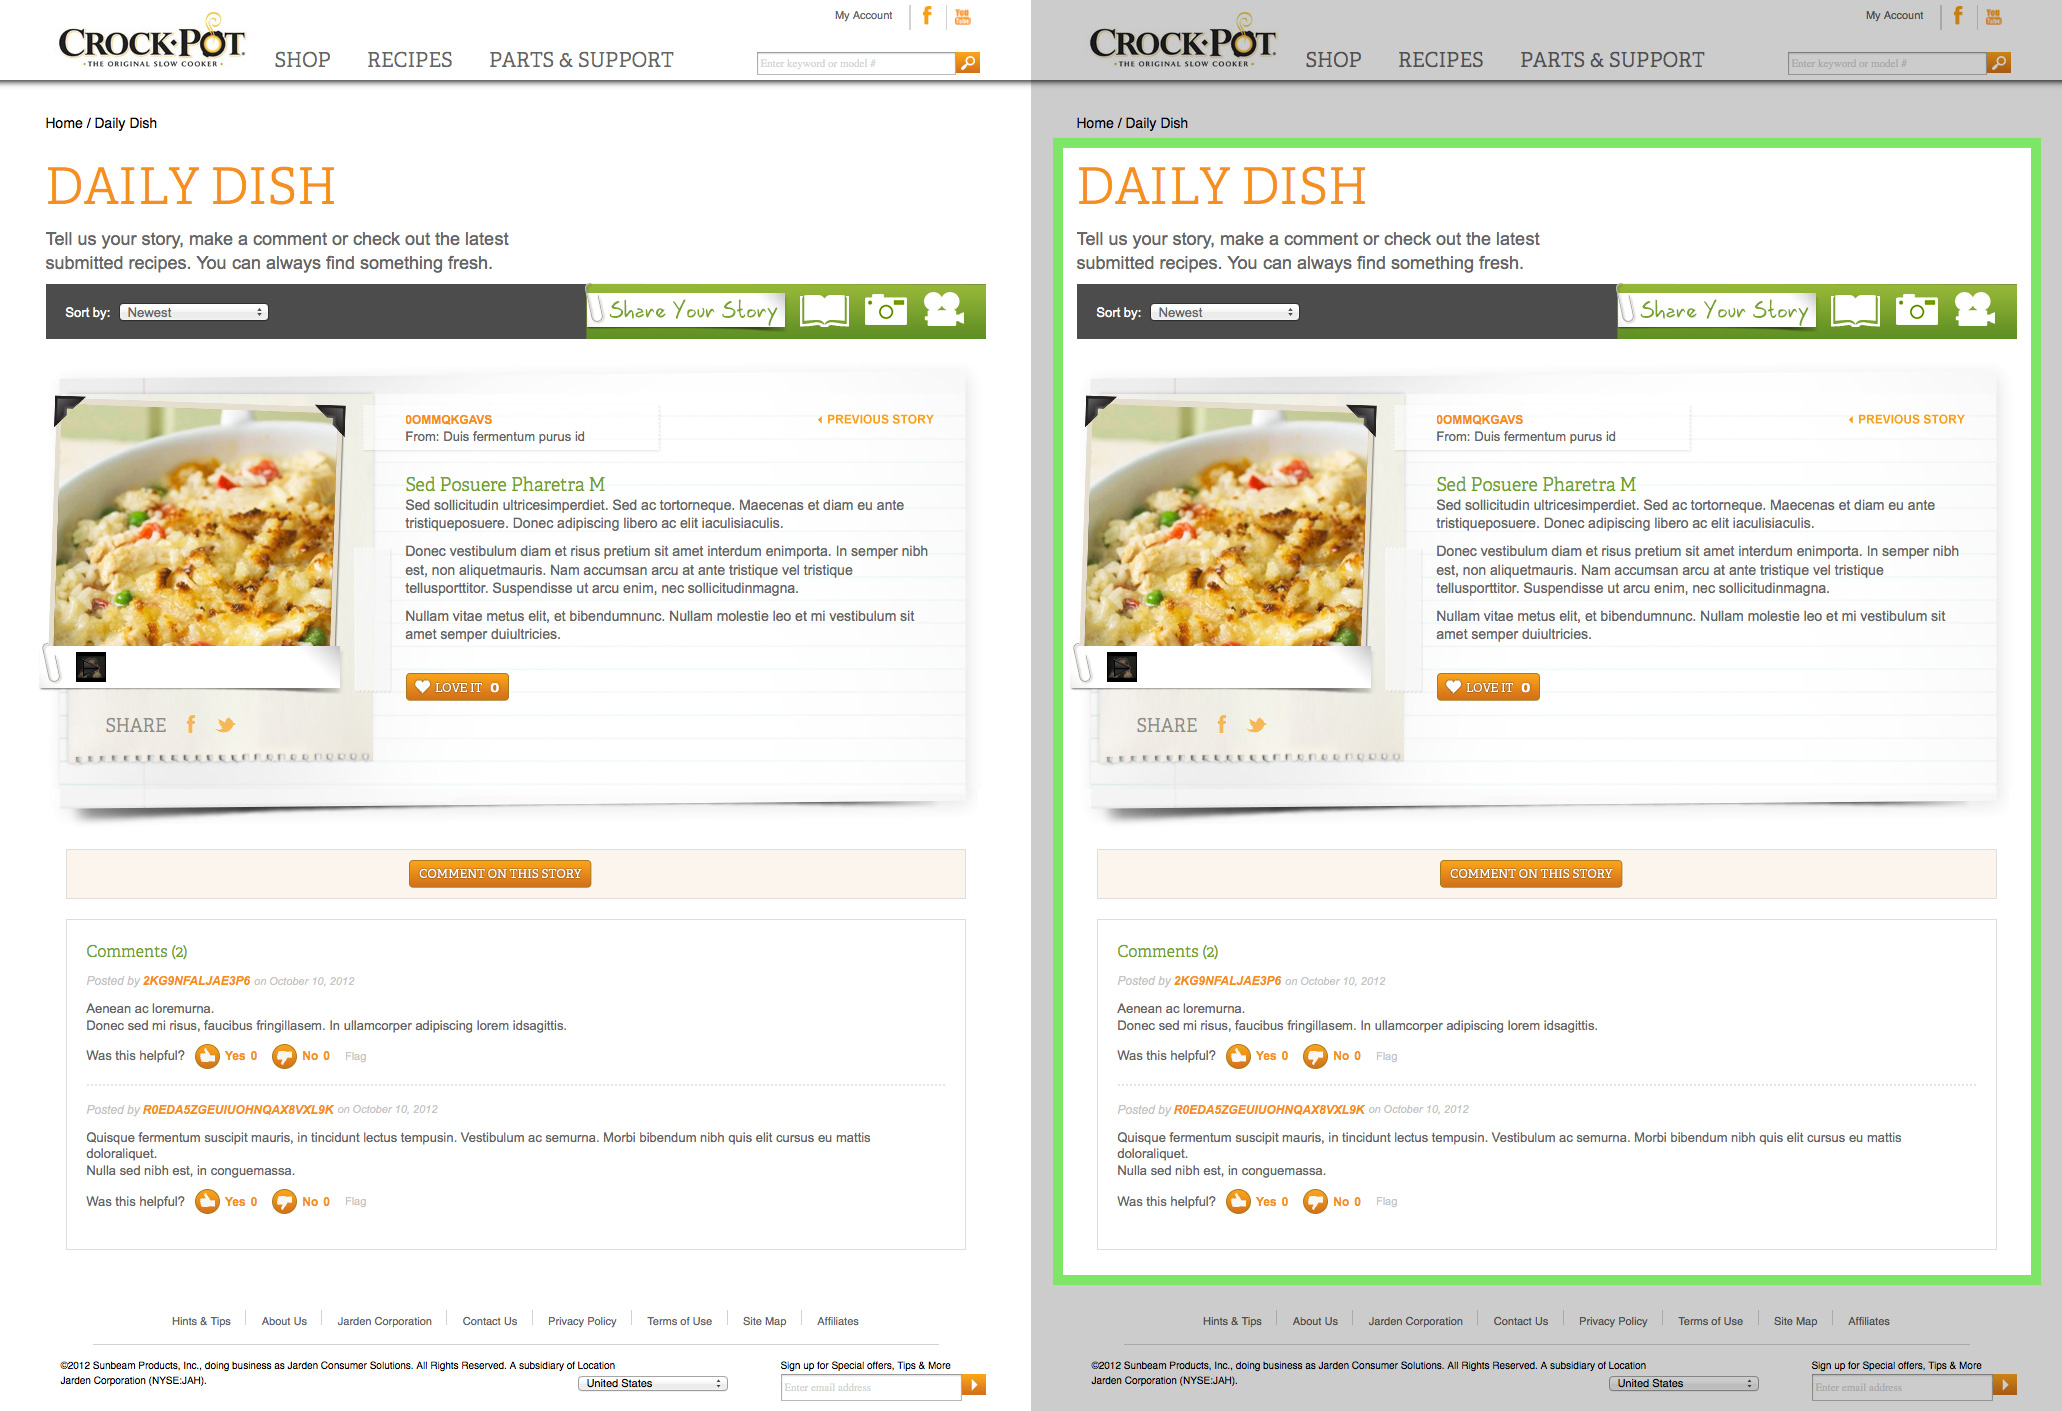 My Account
CROCK·POT
· THE ORIGINAL SLOW COOKER ·
SHOP
RECIPES
PARTS & SUPPORT
Enter keyword or model #
Home / Daily Dish
DAILY DISH
Tell us your story, make a comment or check out the latest
submitted recipes. You can always find something fresh.
Sort by:
Newest
Share Your Story
0OMMQKGAVS
From: Duis fermentum purus id
PREVIOUS STORY
Sed Posuere Pharetra M
Sed sollicitudin ultricesimperdiet. Sed ac tortorneque. Maecenas et diam eu ante
tristiqueposuere. Donec adipiscing libero ac elit iaculisiaculis.
Donec vestibulum diam et risus pretium sit amet interdum enimporta. In semper nibh
est, non aliquetmauris. Nam accumsan arcu at ante tristique vel tristique
tellusporttitor. Suspendisse ut arcu enim, nec sollicitudinmagna.
Nullam vitae metus elit, et bibendumnunc. Nullam molestie leo et mi vestibulum sit
amet semper duiultricies.
LOVE IT 0
SHARE
COMMENT ON THIS STORY
Comments (2)
Posted by 2KG9NFALJAE3P6 on October 10, 2012
Aenean ac loremurna.
Donec sed mi risus, faucibus fringillasem. In ullamcorper adipiscing lorem idsagittis.
Was this helpful? Yes 0 No 0 Flag
Posted by R0EDA5ZGEUIUOHNQAX8VXL9K on October 10, 2012
Quisque fermentum suscipit mauris, in tincidunt lectus tempusin. Vestibulum ac semurna. Morbi bibendum nibh quis elit cursus eu mattis
doloraliquet.
Nulla sed nibh est, in conguemassa.
Was this helpful? Yes 0 No 0 Flag
Hints & Tips
About Us
Jarden Corporation
Contact Us
Privacy Policy
Terms of Use
Site Map
Affiliates
©2012 Sunbeam Products, Inc., doing business as Jarden Consumer Solutions. All Rights Reserved. A subsidiary of
Jarden Corporation (NYSE:JAH).
Location
United States
Sign up for Special offers, Tips & More
Enter email address
My Account
CROCK·POT
· THE ORIGINAL SLOW COOKER ·
SHOP
RECIPES
PARTS & SUPPORT
Enter keyword or model #
Home / Daily Dish
DAILY DISH
Tell us your story, make a comment or check out the latest
submitted recipes. You can always find something fresh.
Sort by:
Newest
Share Your Story
0OMMQKGAVS
From: Duis fermentum purus id
PREVIOUS STORY
Sed Posuere Pharetra M
Sed sollicitudin ultricesimperdiet. Sed ac tortorneque. Maecenas et diam eu ante
tristiqueposuere. Donec adipiscing libero ac elit iaculisiaculis.
Donec vestibulum diam et risus pretium sit amet interdum enimporta. In semper nibh
est, non aliquetmauris. Nam accumsan arcu at ante tristique vel tristique
tellusporttitor. Suspendisse ut arcu enim, nec sollicitudinmagna.
Nullam vitae metus elit, et bibendumnunc. Nullam molestie leo et mi vestibulum sit
amet semper duiultricies.
LOVE IT 0
SHARE
COMMENT ON THIS STORY
Comments (2)
Posted by 2KG9NFALJAE3P6 on October 10, 2012
Aenean ac loremurna.
Donec sed mi risus, faucibus fringillasem. In ullamcorper adipiscing lorem idsagittis.
Was this helpful? Yes 0 No 0 Flag
Posted by R0EDA5ZGEUIUOHNQAX8VXL9K on October 10, 2012
Quisque fermentum suscipit mauris, in tincidunt lectus tempusin. Vestibulum ac semurna. Morbi bibendum nibh quis elit cursus eu mattis
doloraliquet.
Nulla sed nibh est, in conguemassa.
Was this helpful? Yes 0 No 0 Flag
Hints & Tips
About Us
Jarden Corporation
Contact Us
Privacy Policy
Terms of Use
Site Map
Affiliates
©2012 Sunbeam Products, Inc., doing business as Jarden Consumer Solutions. All Rights Reserved. A subsidiary of
Jarden Corporation (NYSE:JAH).
Location
United States
Sign up for Special offers, Tips & More
Enter email address